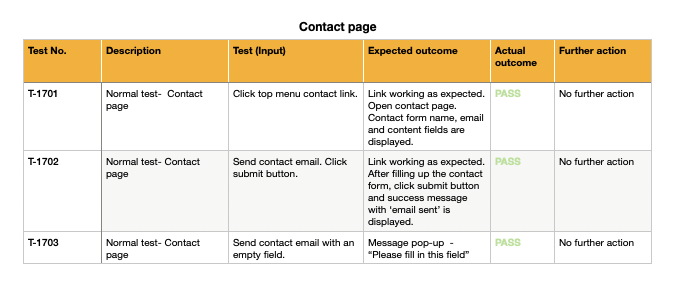 Contact page
Test No. Description Test (Input) Expected outcome Actual outcome Further action
T-1701 Normal test-  Contact page Click top menu contact link. Link working as expected. Open contact page. Contact form name, email and content fields are displayed. PASS No further action
T-1702 Normal test- Contact page Send contact email. Click submit button. Link working as expected. After filling up the contact form, click submit button and success message with ‘email sent’ is displayed. PASS No further action
T-1703 Normal test- Contact page Send contact email with an empty field. Message pop-up  - “Please fill in this field” PASS No further action